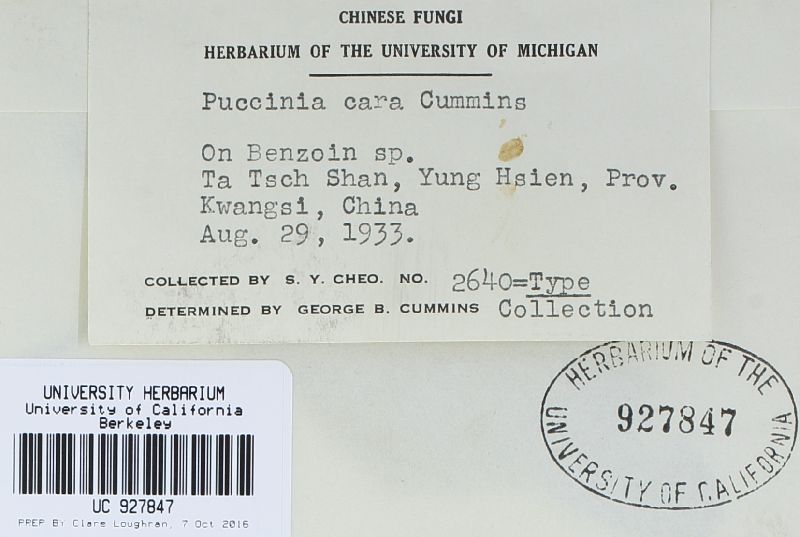 CHINESE FUNGI
HERBARIUM OF THE UNIVERSITY OF MICHIGAN
Puccinia cara Cummins
On Benzoin sp.
Ta Tsch Shan, Yung Hsien, Prov.
Kwangsi, China
Aug. 29, 1933.
COLLECTED BY S. Y. CHEO. NO. 2640=Type
DETERMINED BY GEORGE B. CUMMINS Collection
HERBARIUM OF THE
927847
UNIVERSITY OF CALIFORNIA
UNIVERSITY HERBARIUM
University of California
Berkeley
UC 927847
PREP BY Clare Loughran, 7 Oct 2016